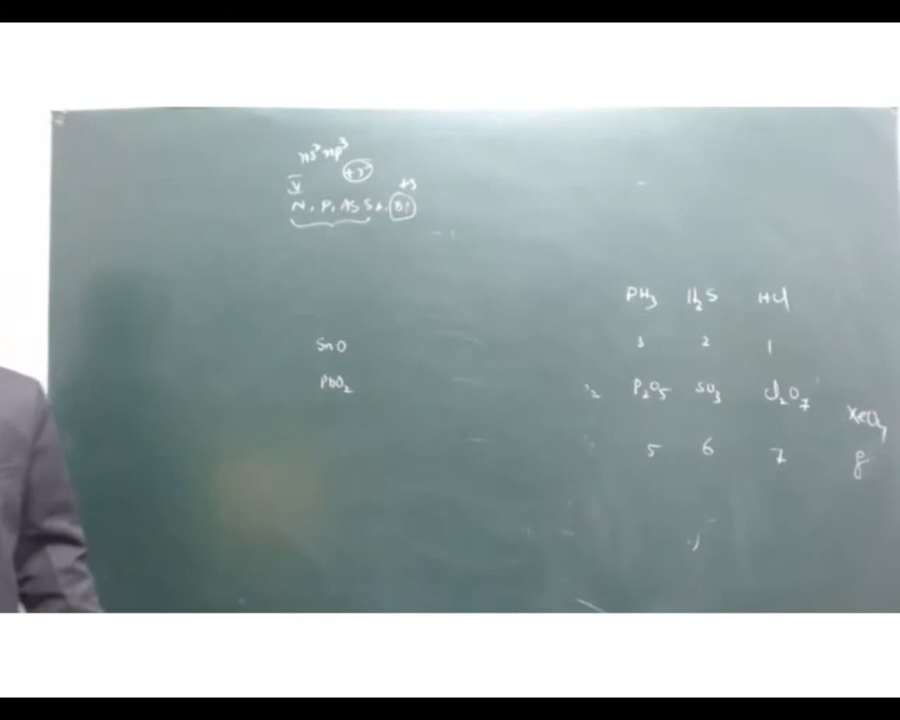 ns² np³
+5
V +3
N, P, As Sb, Bi
PH₃ H₂S HCl
SnO 3 2 1
PbO₂ P₂O₅ SO₃ Cl₂O₇
XeO₄
5 6 7 8